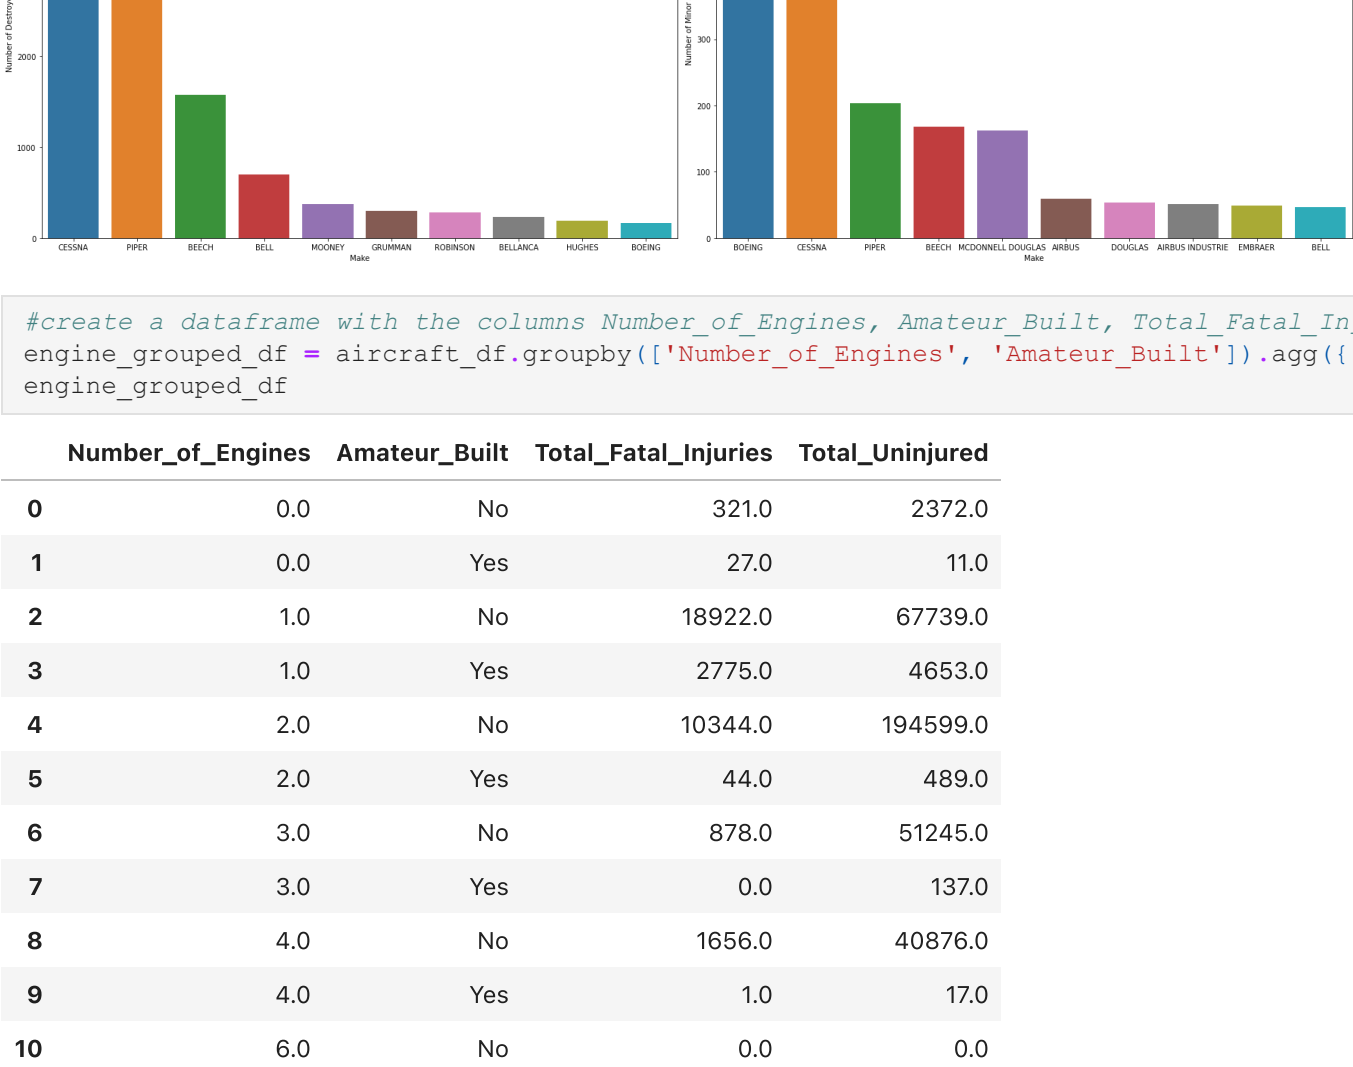 Number of Destroy
2000
1000
0
CESSNA PIPER BEECH BELL MOONEY GRUMMAN ROBINSON BELLANCA HUGHES BOEING
Make
Number of Minor
300
200
100
0
BOEING CESSNA PIPER BEECH MCDONNELL DOUGLAS AIRBUS DOUGLAS AIRBUS INDUSTRIE EMBRAER BELL
Make
#create a dataframe with the columns Number_of_Engines, Amateur_Built, Total_Fatal_In
engine_grouped_df = aircraft_df.groupby(['Number_of_Engines', 'Amateur_Built']).agg({
engine_grouped_df
Number_of_Engines Amateur_Built Total_Fatal_Injuries Total_Uninjured
0 0.0 No 321.0 2372.0
1 0.0 Yes 27.0 11.0
2 1.0 No 18922.0 67739.0
3 1.0 Yes 2775.0 4653.0
4 2.0 No 10344.0 194599.0
5 2.0 Yes 44.0 489.0
6 3.0 No 878.0 51245.0
7 3.0 Yes 0.0 137.0
8 4.0 No 1656.0 40876.0
9 4.0 Yes 1.0 17.0
10 6.0 No 0.0 0.0